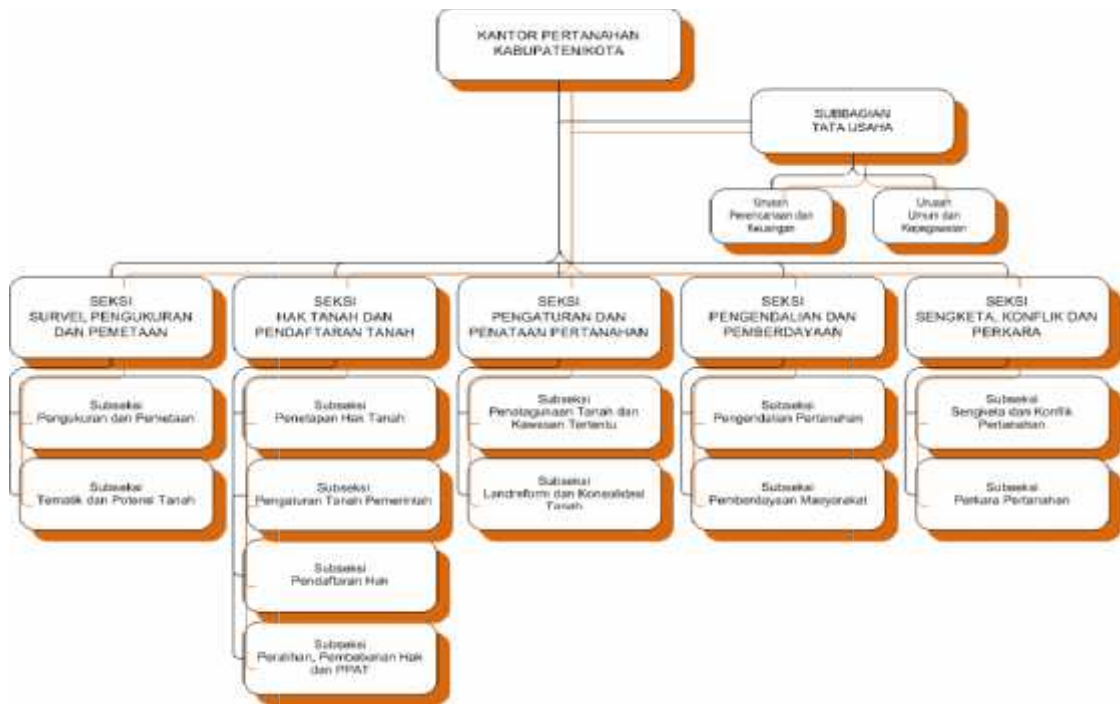 KANTOR PERTANAHAN
KABUPATEN/KOTA
SUBBAGIAN
TATA USAHA
Urusan
Perencanaan dan
Keuangan
Urusan
Umum dan
Kepegawaian
SEKSI
SURVEI, PENGUKURAN
DAN PEMETAAN
SEKSI
HAK TANAH DAN
PENDAFTARAN TANAH
SEKSI
PENGATURAN DAN
PENATAAN PERTANAHAN
SEKSI
PENGENDALIAN DAN
PEMBERDAYAAN
SEKSI
SENGKETA, KONFLIK DAN
PERKARA
Subseksi
Pengukuran dan Pemetaan
Subseksi
Tematik dan Potensi Tanah
Subseksi
Penetapan Hak Tanah
Subseksi
Pengaturan Tanah Pemerintah
Subseksi
Pendaftaran Hak
Subseksi
Peralihan, Pembebanan Hak
dan PPAT
Subseksi
Penatagunaan Tanah dan
Kawasan Tertentu
Subseksi
Landreform dan Konsolidasi
Tanah
Subseksi
Pengendalian Pertanahan
Subseksi
Pemberdayaan Masyarakat
Subseksi
Sengketa dan Konflik
Pertanahan
Subseksi
Perkara Pertanahan